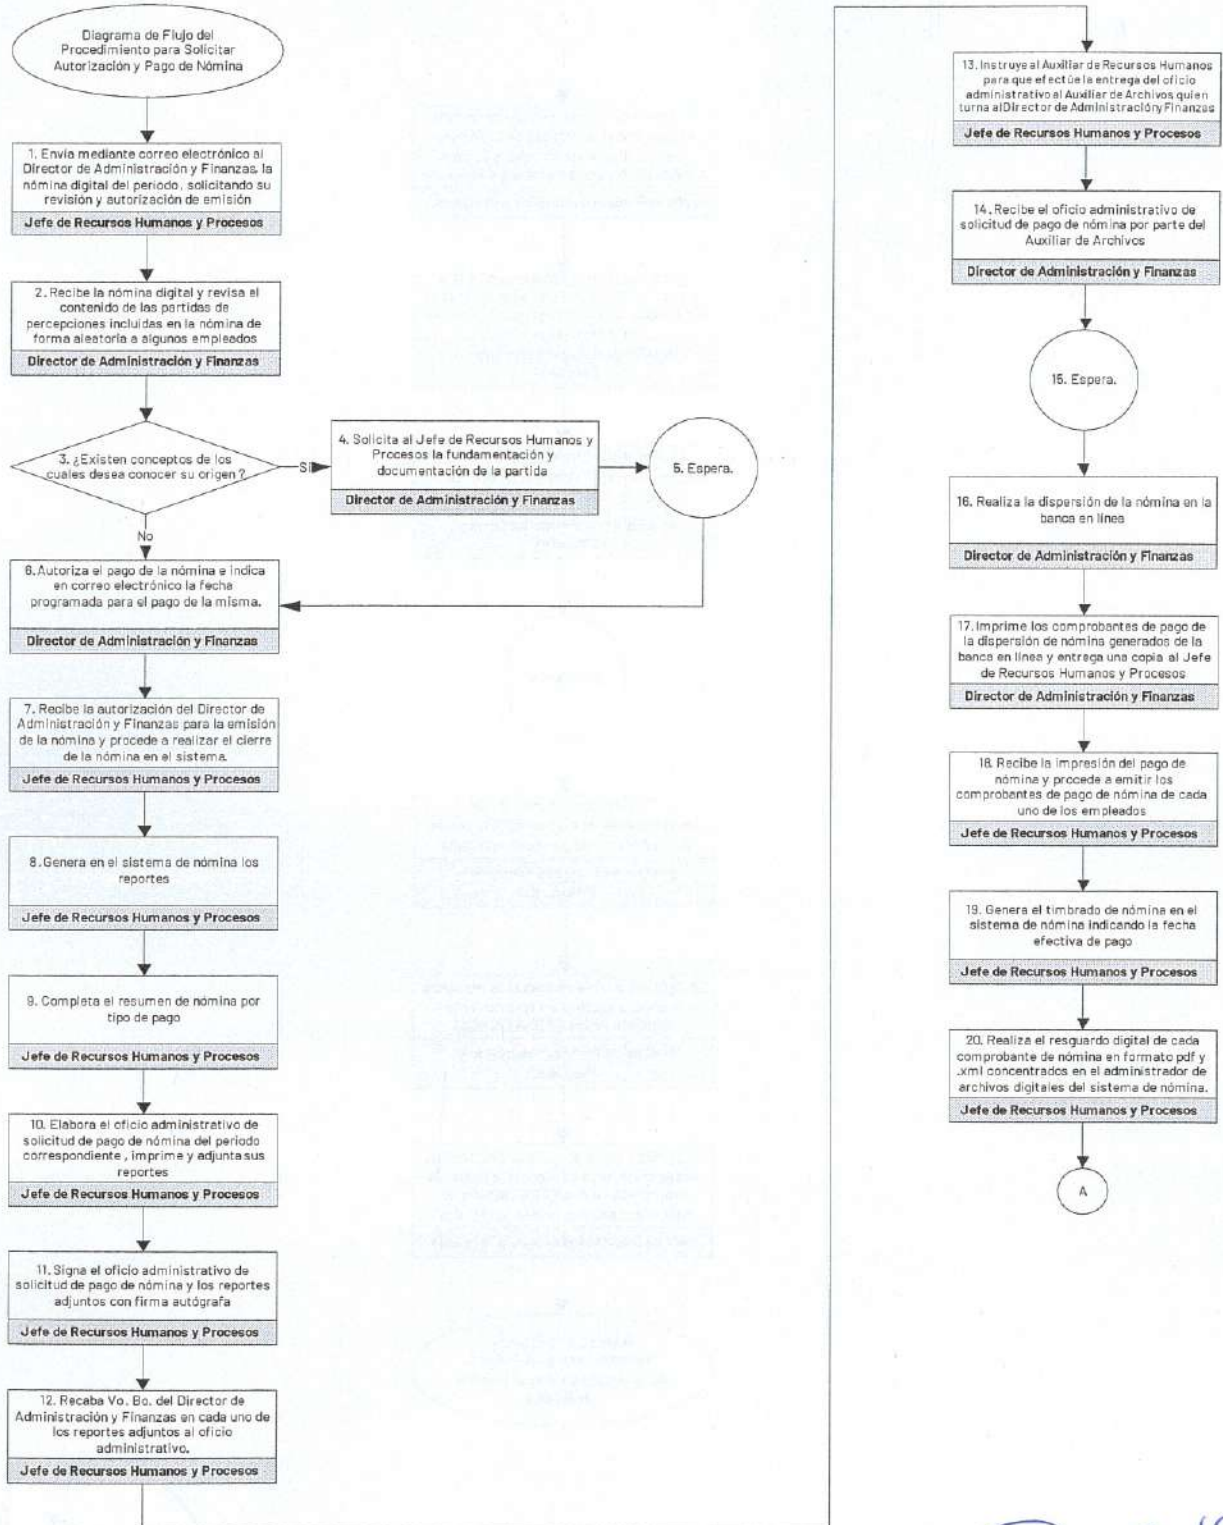 Diagrama de Flujo del
Procedimiento para Solicitar
Autorización y Pago de Nómina
1. Envía mediante correo electrónico al
Director de Administración y Finanzas, la
nómina digital del periodo, solicitando su
revisión y autorización de emisión
Jefe de Recursos Humanos y Procesos
2. Recibe la nómina digital y revisa el
contenido de las partidas de
percepciones incluidas en la nómina de
forma aleatoria a algunos empleados
Director de Administración y Finanzas
3. ¿Existen conceptos de los
cuales desea conocer su origen ?
Si
4. Solicita al Jefe de Recursos Humanos y
Procesos la fundamentación y
documentación de la partida
Director de Administración y Finanzas
5. Espera.
No
6. Autoriza el pago de la nómina e indica
en correo electrónico la fecha
programada para el pago de la misma.
Director de Administración y Finanzas
7. Recibe la autorización del Director de
Administración y Finanzas para la emisión
de la nómina y procede a realizar el cierre
de la nómina en el sistema.
Jefe de Recursos Humanos y Procesos
8. Genera en el sistema de nómina los
reportes
Jefe de Recursos Humanos y Procesos
9. Completa el resumen de nómina por
tipo de pago
Jefe de Recursos Humanos y Procesos
10. Elabora el oficio administrativo de
solicitud de pago de nómina del periodo
correspondiente , imprime y adjunta sus
reportes
Jefe de Recursos Humanos y Procesos
11. Signa el oficio administrativo de
solicitud de pago de nómina y los reportes
adjuntos con firma autógrafa
Jefe de Recursos Humanos y Procesos
12. Recaba Vo. Bo. del Director de
Administración y Finanzas en cada uno de
los reportes adjuntos al oficio
administrativo.
Jefe de Recursos Humanos y Procesos
13. Instruye al Auxiliar de Recursos Humanos
para que efectúe la entrega del oficio
administrativo al Auxiliar de Archivos quien
turna al Director de Administración y Finanzas
Jefe de Recursos Humanos y Procesos
14. Recibe el oficio administrativo de
solicitud de pago de nómina por parte del
Auxiliar de Archivos
Director de Administración y Finanzas
15. Espera.
16. Realiza la dispersión de la nómina en la
banca en línea
Director de Administración y Finanzas
17. Imprime los comprobantes de pago de
la dispersión de nómina generados de la
banca en línea y entrega una copia al Jefe
de Recursos Humanos y Procesos
Director de Administración y Finanzas
18. Recibe la impresión del pago de
nómina y procede a emitir los
comprobantes de pago de nómina de cada
uno de los empleados
Jefe de Recursos Humanos y Procesos
19. Genera el timbrado de nómina en el
sistema de nómina indicando la fecha
efectiva de pago
Jefe de Recursos Humanos y Procesos
20. Realiza el resguardo digital de cada
comprobante de nómina en formato pdf y
.xml concentrados en el administrador de
archivos digitales del sistema de nómina.
Jefe de Recursos Humanos y Procesos
A